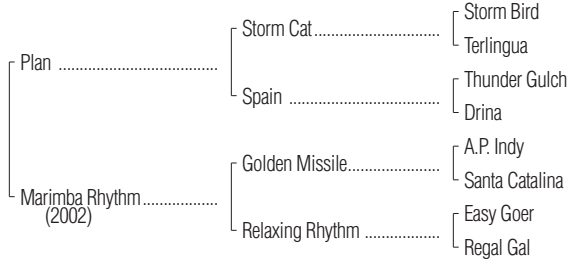 Storm Bird
Storm Cat..............................
Terlingua
Plan ......................................
Thunder Gulch
Spain ....................................
Drina
A.P. Indy
Golden Missile......................
Santa Catalina
Marimba Rhythm..................
(2002)
Easy Goer
Relaxing Rhythm ..................
Regal Gal